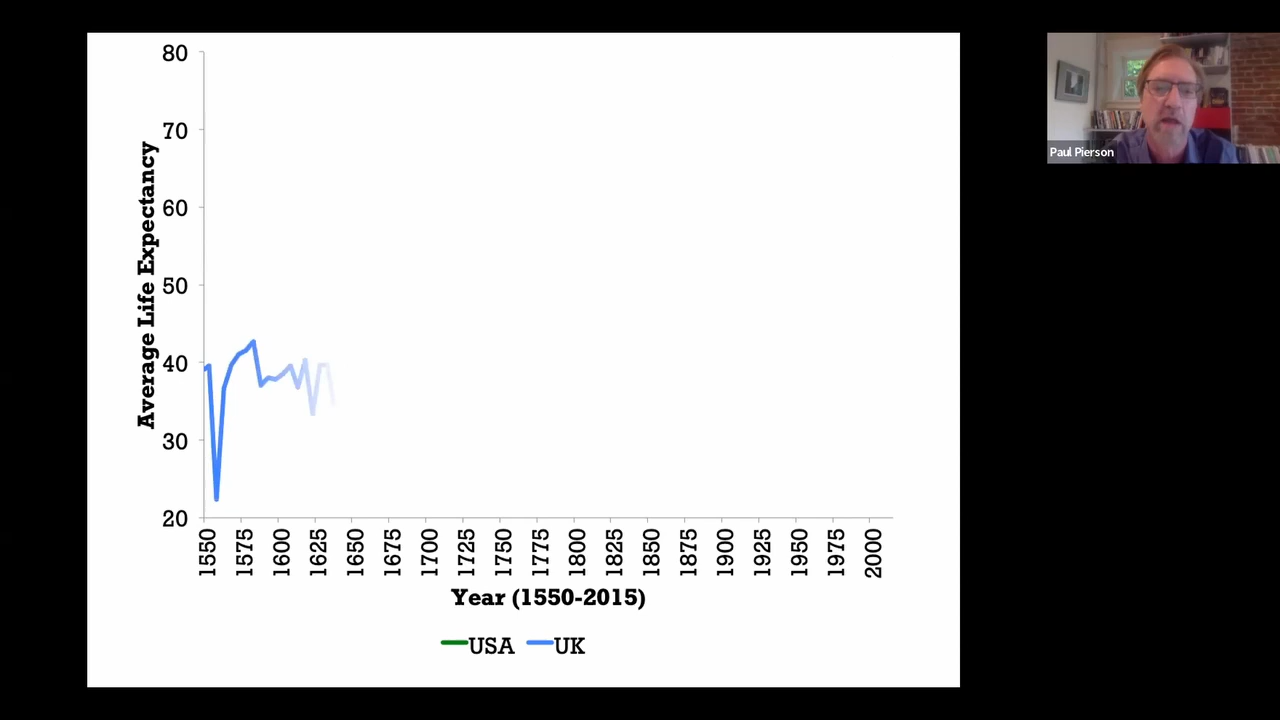 80
70
60
50
40
30
20
Average Life Expectancy
1550 1575 1600 1625 1650 1675 1700 1725 1750 1775 1800 1825 1850 1875 1900 1925 1950 1975 2000
Year (1550-2015)
USA UK
Paul Pierson